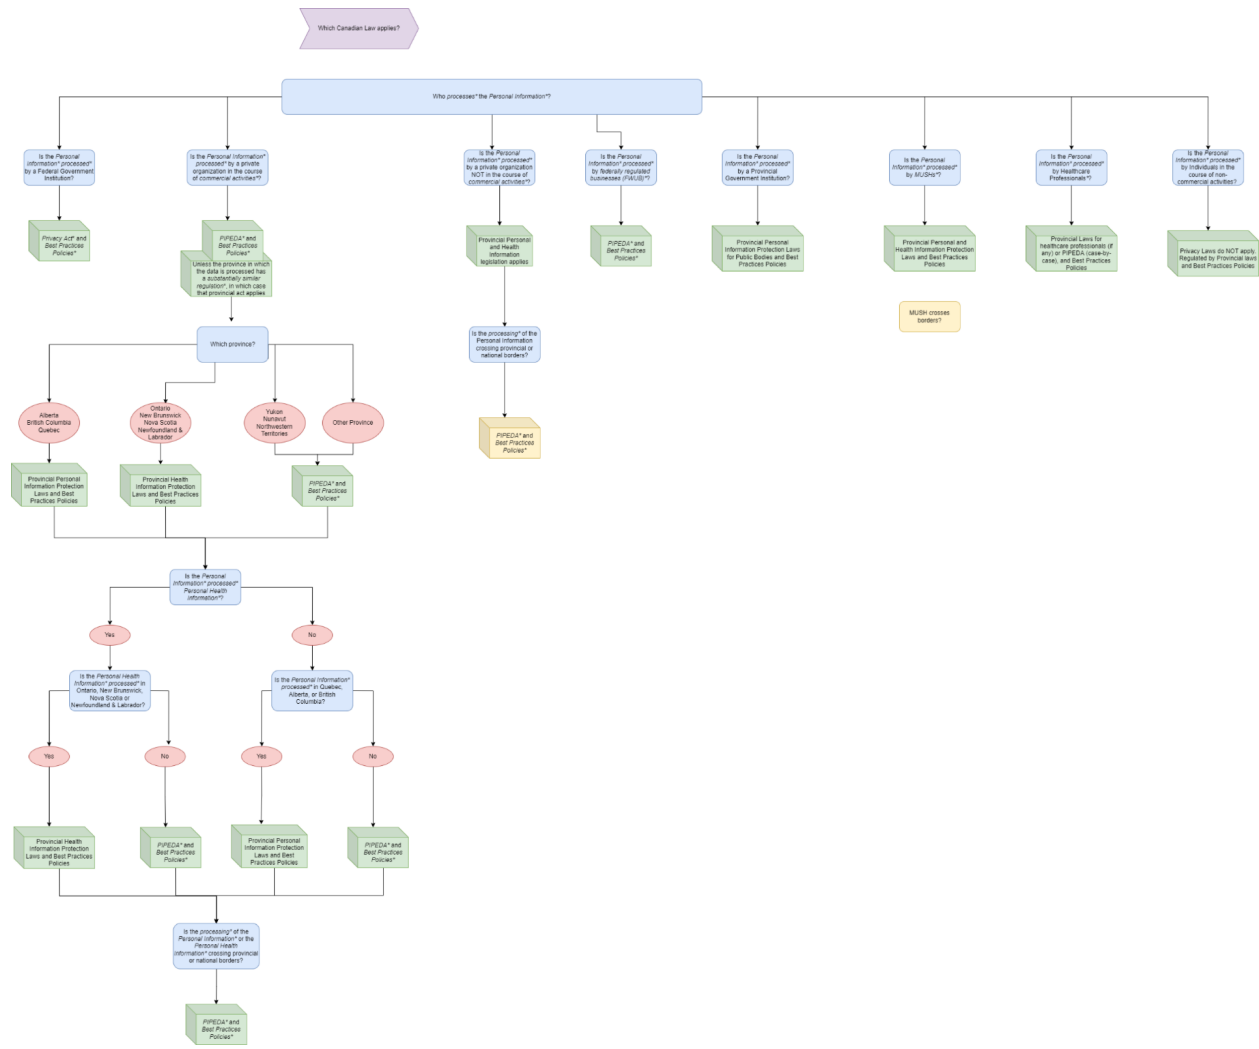 Which Canadian Law applies?
Who processes* the Personal Information*?
Is the Personal
Information* processed*
by a Federal Government
Institution?
Is the Personal Information*
processed* by a private
organization in the course
of commercial activities*?
Is the Personal
Information* processed*
by a private organization
NOT in the course of
commercial activities*?
Is the Personal
Information* processed*
by federally regulated
businesses (FWUB)*?
Is the Personal
Information* processed*
by a Provincial
Government Institution?
Is the Personal
Information* processed*
by MUSHs*?
Is the Personal
Information* processed*
by Healthcare
Professionals*?
Is the Personal
Information* processed*
by Individuals in the
course of non-
commercial activities?
Privacy Act* and
Best Practices
Policies*
PIPEDA* and
Best Practices
Policies*
Unless the province in which
the data is processed has
a substantially similar
regulation*, in which case
that provincial act applies
Provincial Personal
and Health
Information
legislation applies
PIPEDA* and
Best Practices
Policies*
Provincial Personal
Information Protection Laws
for Public Bodies and Best
Practices Policies
Provincial Personal and
Health Information Protection
Laws and Best Practices
Policies
Provincial Laws for
healthcare professionals (if
any) or PIPEDA (case-by-
case), and Best Practices
Policies
Privacy Laws do NOT apply.
Regulated by Provincial laws
and Best Practices Policies
MUSH crosses
borders?
Which province?
Is the processing* of the
Personal Information
crossing provincial or
national borders?
Alberta
British Columbia
Quebec
Ontario
New Brunswick
Nova Scotia
Newfoundland &
Labrador
Yukon
Nunavut
Northwestern
Territories
Other Province
PIPEDA* and
Best Practices
Policies*
Provincial Personal
Information Protection
Laws and Best
Practices Policies
Provincial Health
Information Protection
Laws and Best Practices
Policies
PIPEDA* and
Best Practices
Policies*
Is the Personal
Information* processed*
Personal Health
Information*?
Yes
No
Is the Personal Health
Information* processed* in
Ontario, New Brunswick,
Nova Scotia or
Newfoundland & Labrador?
Is the Personal Information*
processed* in Quebec,
Alberta, or British
Columbia?
Yes
No
Yes
No
Provincial Health
Information Protection
Laws and Best Practices
Policies
PIPEDA* and
Best Practices
Policies*
Provincial Personal
Information Protection
Laws and Best
Practices Policies
PIPEDA* and
Best Practices
Policies*
Is the processing* of the
Personal Information* or the
Personal Health
Information* crossing provincial
or national borders?
PIPEDA* and
Best Practices
Policies*